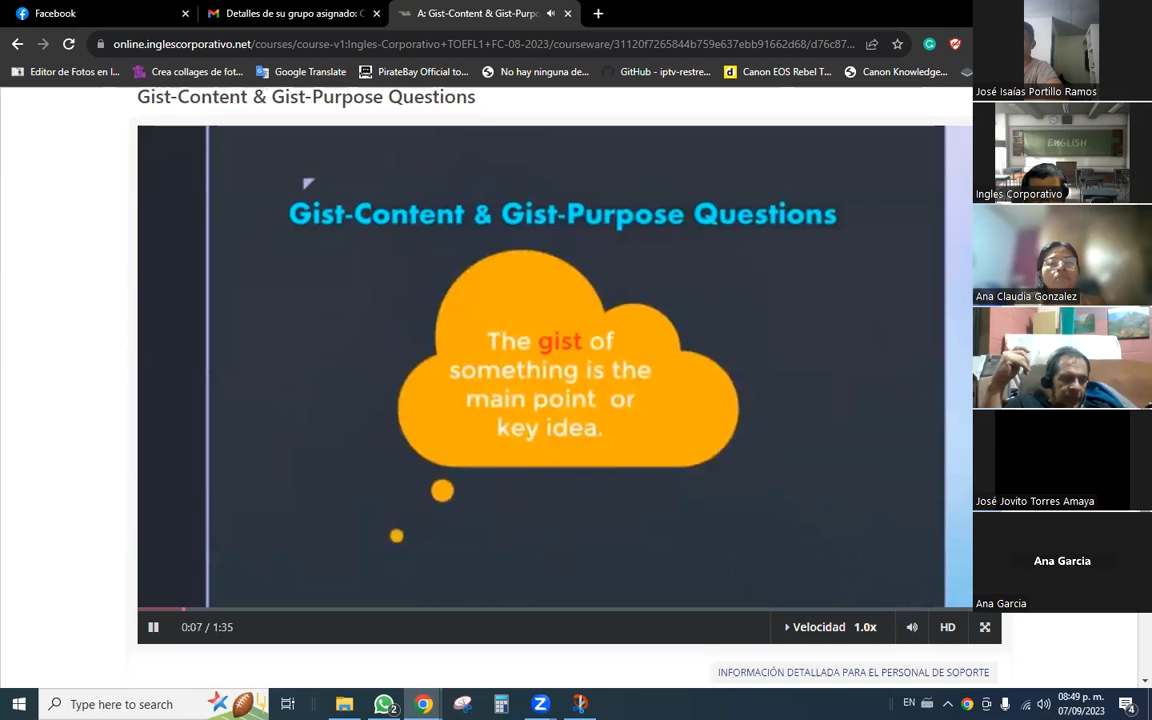 Facebook
Detalles de su grupo asignado: C
A: Gist-Content & Gist-Purpo
online.inglescorporativo.net/courses/course-v1:Ingles-Corporativo+TOEFL1+FC-08-2023/courseware/31120f7265844b759e637ebb91662d68/d76c87...
Editor de Fotos en l...
Crea collages de fot...
Google Translate
PirateBay Official to...
No hay ninguna de...
GitHub - iptv-restre...
Canon EOS Rebel T...
Canon Knowledge...
Gist-Content & Gist-Purpose Questions
Gist-Content & Gist-Purpose Questions
The gist of
something is the
main point or
key idea.
0:07 / 1:35
Velocidad 1.0x
HD
INFORMACIÓN DETALLADA PARA EL PERSONAL DE SOPORTE
José Isaías Portillo Ramos
ENGLISH
Ingles Corporativo
Ana Claudia Gonzalez
José Jovito Torres Amaya
Ana Garcia
Ana Garcia
Type here to search
2
EN
08:49 p. m.
07/09/2023
4